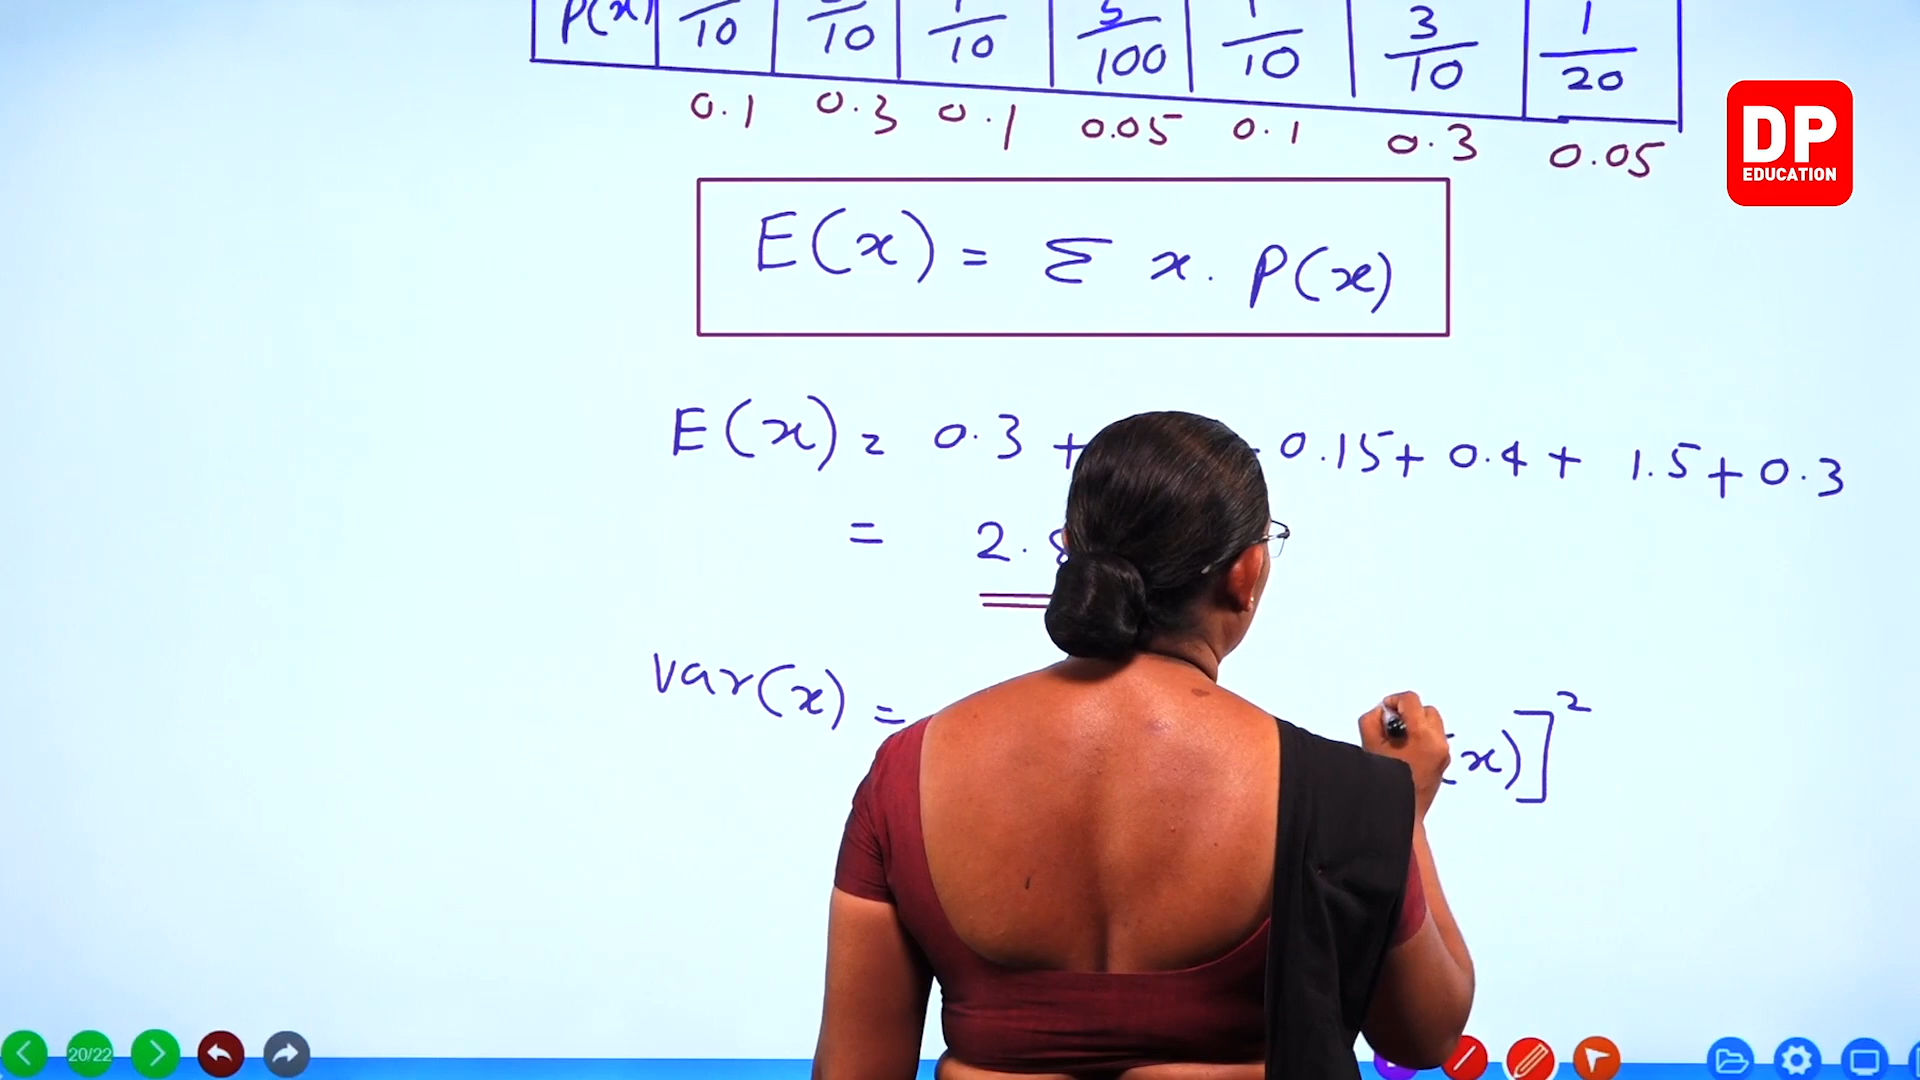 P(x) 10 10 10 5/100 10 3/10 1/20
0.1 0.3 0.1 0.05 0.1 0.3 0.05
DP
EDUCATION
E(x) = Σ x. P(x)
E(x) = 0.3 + 0.15 + 0.4 + 1.5 + 0.3
= 2.
var(x) = (x)]²
20/22